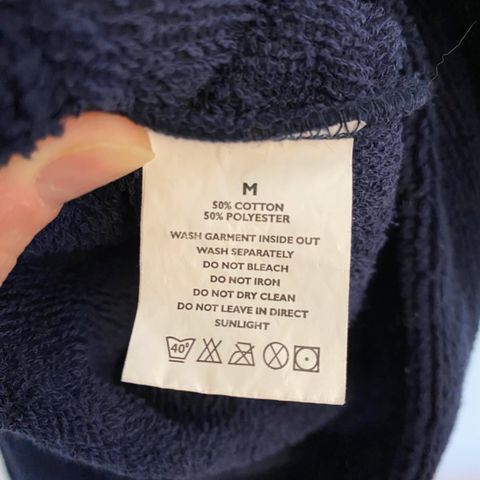 M
50% COTTON
50% POLYESTER
WASH GARMENT INSIDE OUT
WASH SEPARATELY
DO NOT BLEACH
DO NOT IRON
DO NOT DRY CLEAN
DO NOT LEAVE IN DIRECT
SUNLIGHT
40°